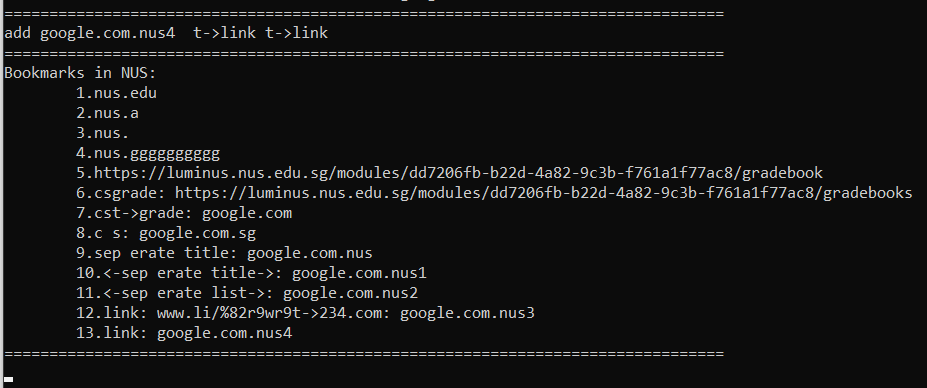 ================================================================================
add google.com.nus4  t->link t->link
================================================================================
Bookmarks in NUS:
        1.nus.edu
        2.nus.a
        3.nus.
        4.nus.gggggggggg
        5.https://luminus.nus.edu.sg/modules/dd7206fb-b22d-4a82-9c3b-f761a1f77ac8/gradebook
        6.csgrade: https://luminus.nus.edu.sg/modules/dd7206fb-b22d-4a82-9c3b-f761a1f77ac8/gradebooks
        7.cst->grade: google.com
        8.c s: google.com.sg
        9.sep erate title: google.com.nus
        10.<-sep erate title->: google.com.nus1
        11.<-sep erate list->: google.com.nus2
        12.link: www.li/%82r9wr9t->234.com: google.com.nus3
        13.link: google.com.nus4
================================================================================